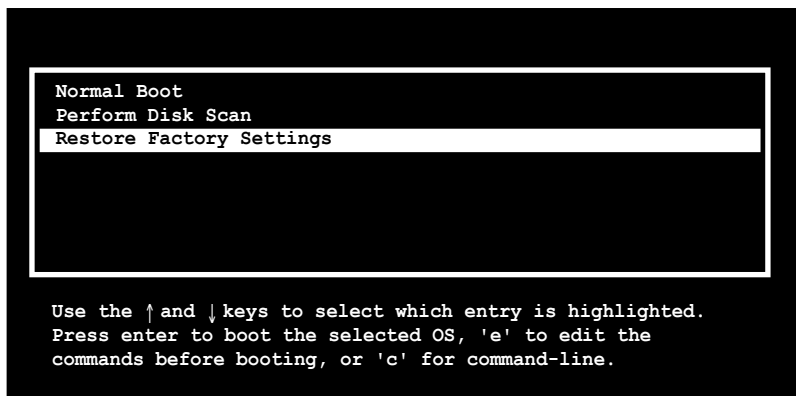 Normal Boot
Perform Disk Scan
Restore Factory Settings
Use the ↑ and ↓ keys to select which entry is highlighted.
Press enter to boot the selected OS, 'e' to edit the
commands before booting, or 'c' for command-line.